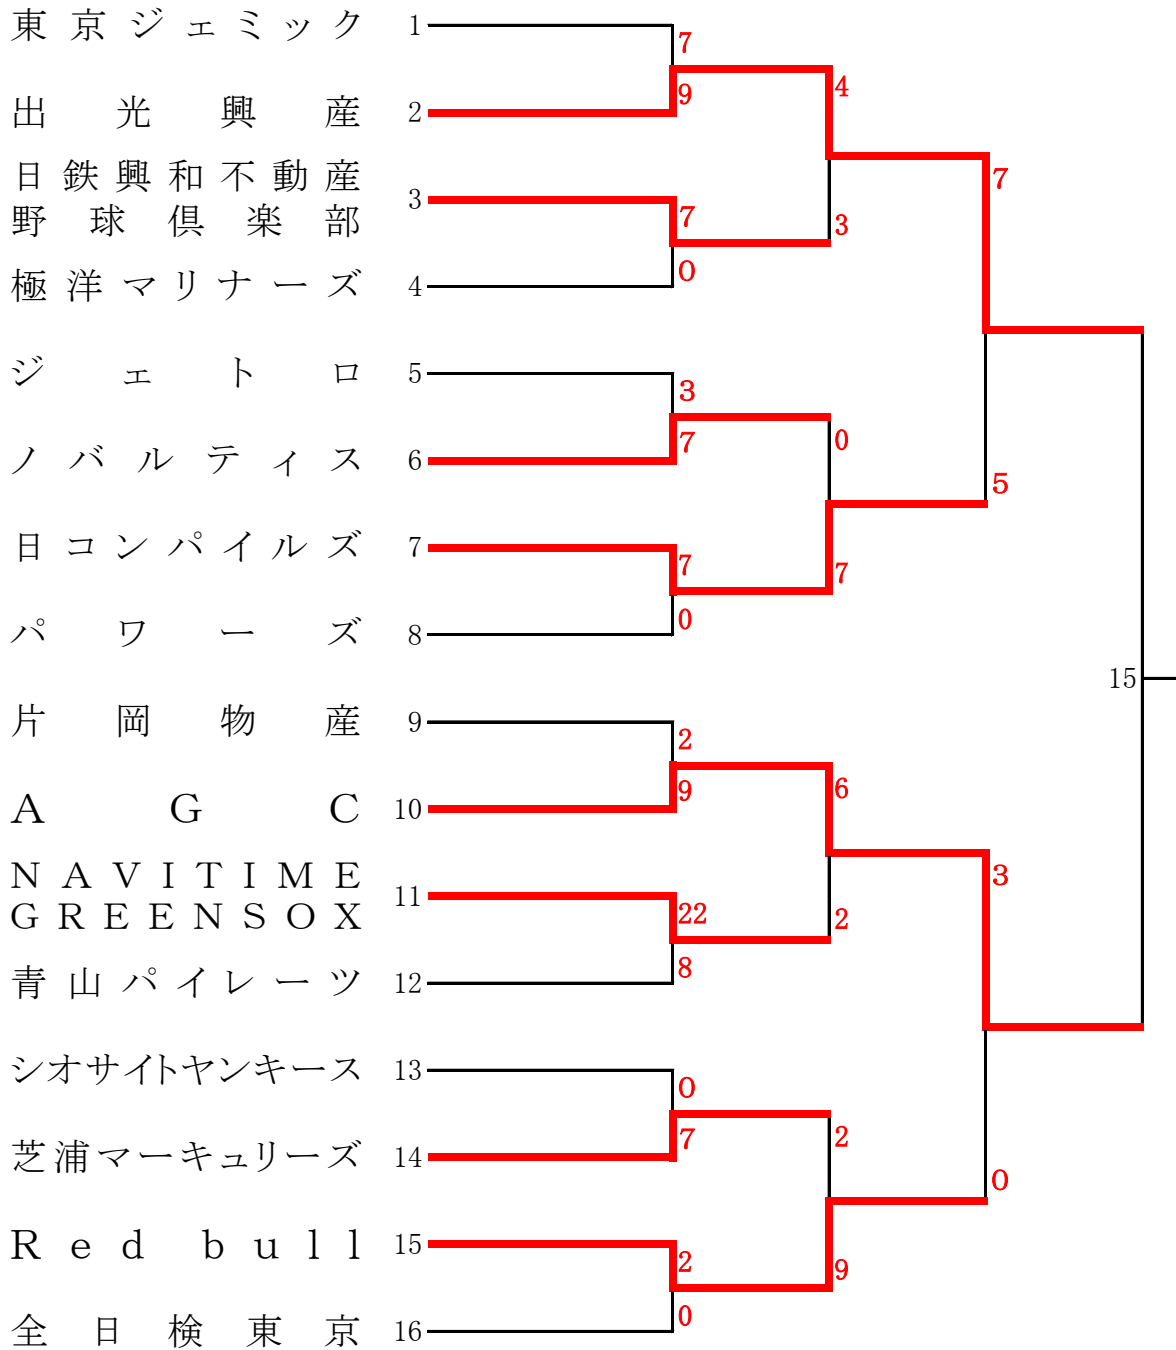 東京ジェミック 1
7
4
9
出光興産 2
日鉄興和不動産
野球倶楽部 3
7
7
3
0
極洋マリナーズ 4
ジェトロ 5
3
0
7
ノバルティス 6
5
日コンパイルズ 7
7
7
0
パワーズ 8
15
片岡物産 9
2
6
9
AGC 10
NAVITIME
GREENSOX 11
3
22
2
8
青山パイレーツ 12
シオサイトヤンキース 13
0
2
7
芝浦マーキュリーズ 14
0
Red bull 15
2
9
0
全日検東京 16